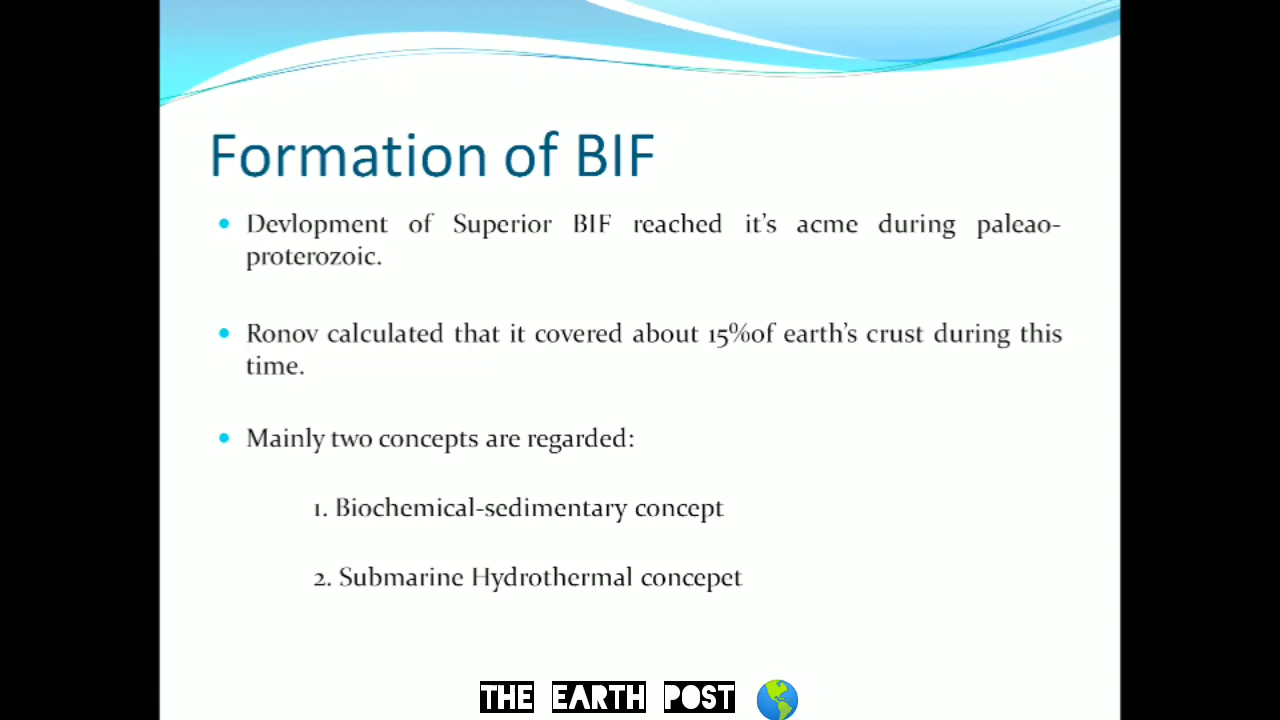 Formation of BIF
• Devlopment of Superior BIF reached it's acme during paleao-
proterozoic.
• Ronov calculated that it covered about 15%of earth's crust during this
time.
• Mainly two concepts are regarded:
1. Biochemical-sedimentary concept
2. Submarine Hydrothermal concepet
THE EARTH POST